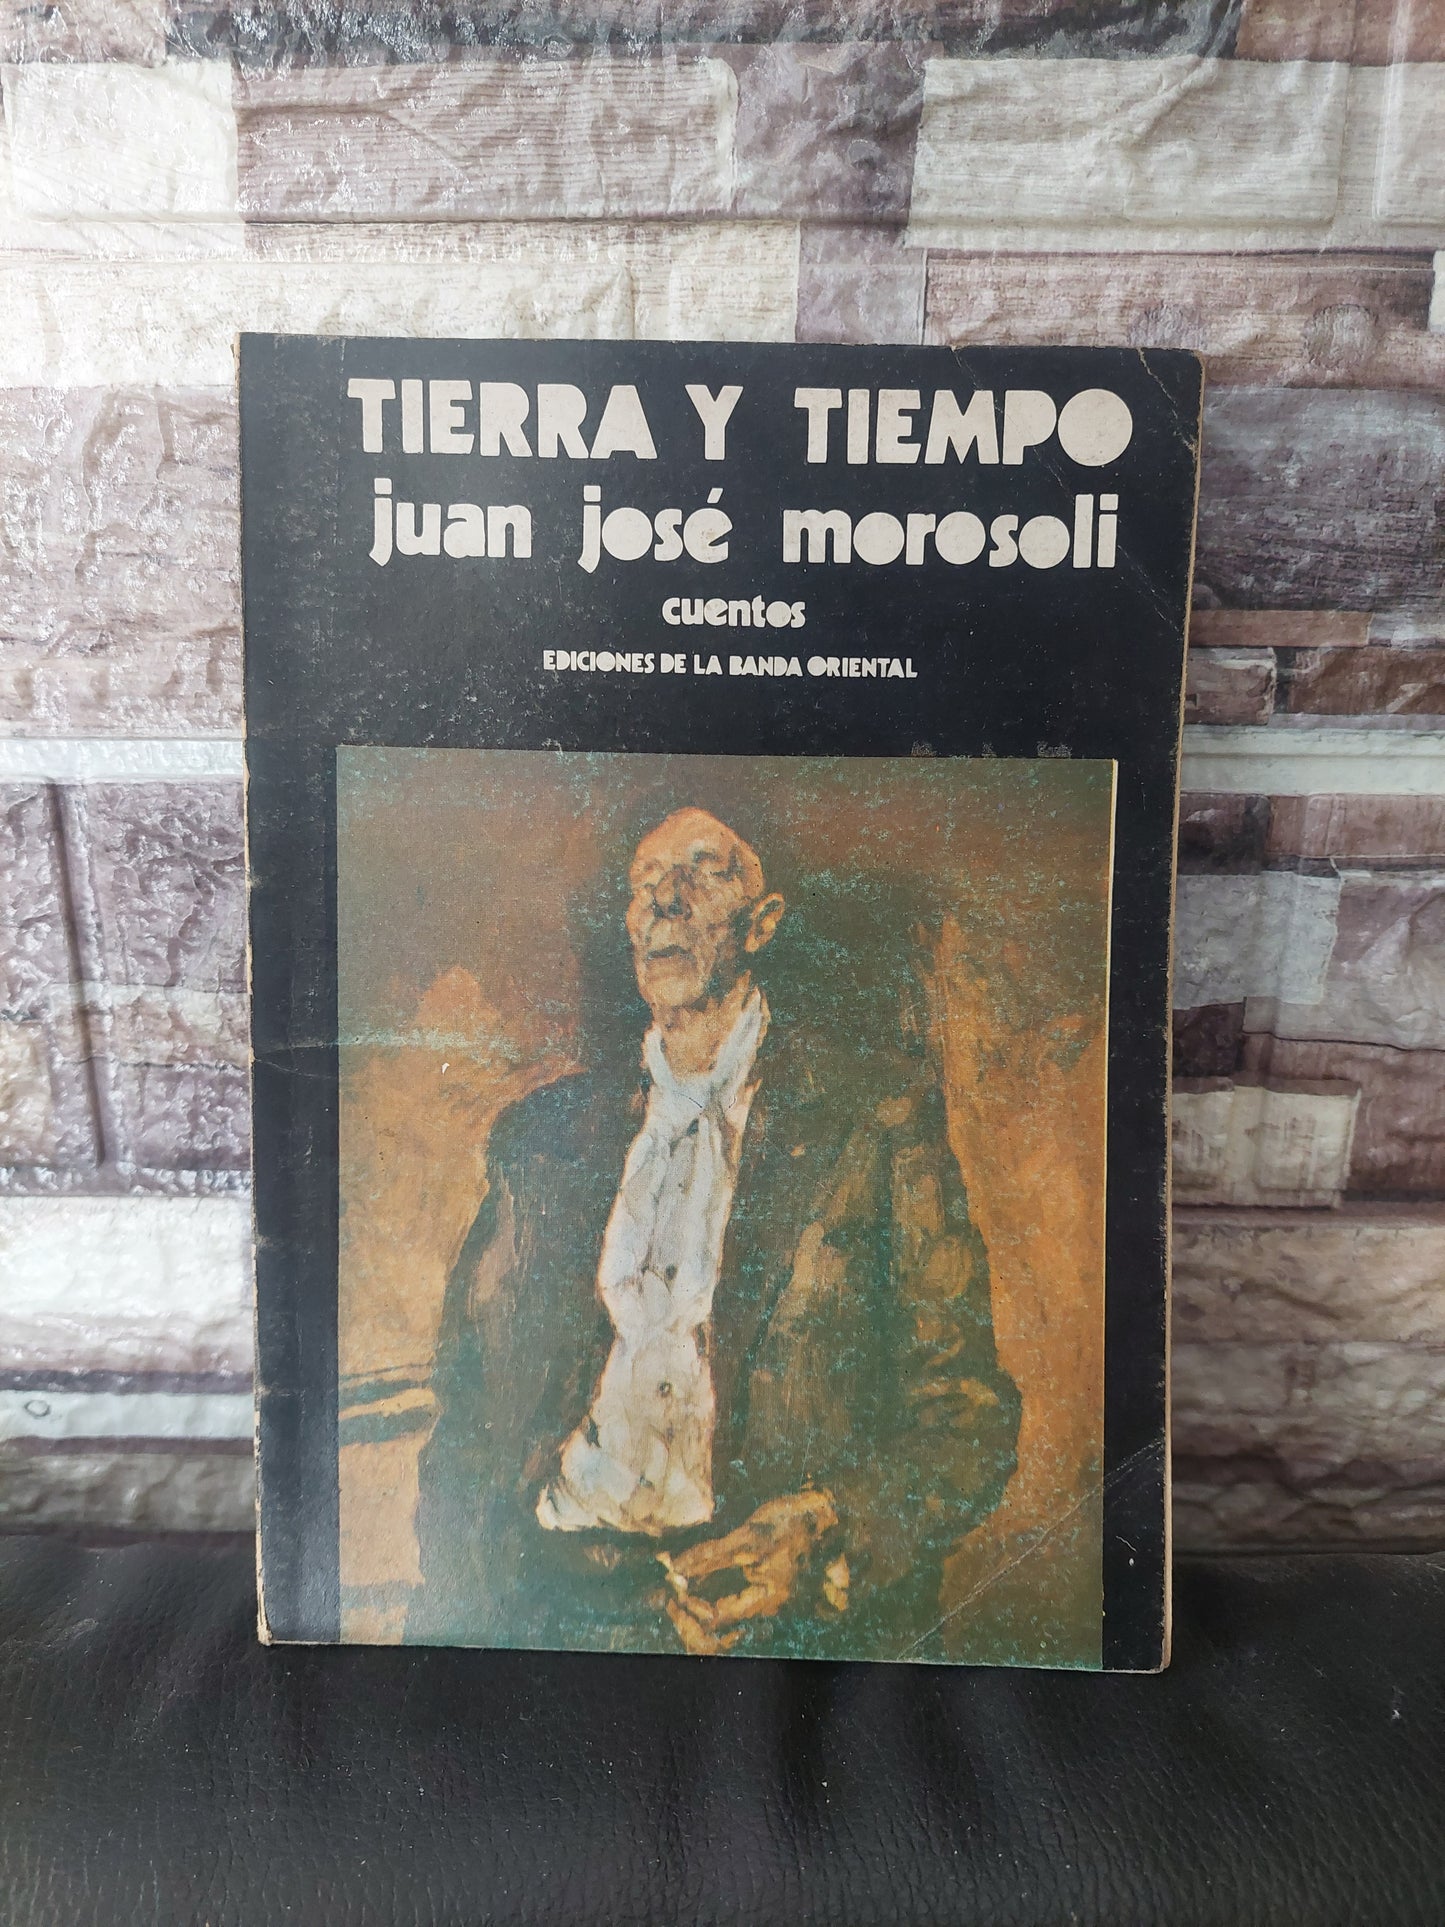 TIERRA Y TIEMPO
juan josé morosoli
cuentos
EDICIONES DE LA BANDA ORIENTAL